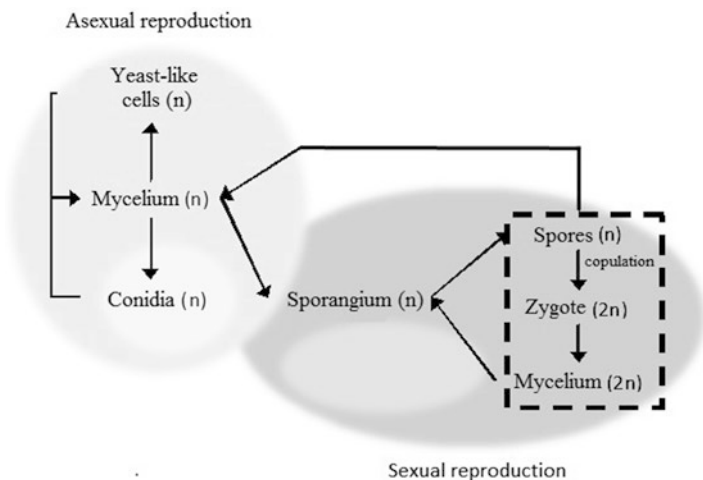 Asexual reproduction
Yeast-like
cells (n)
Mycelium (n)
Conidia (n)
Sporangium (n)
Spores (n)
copulation
Zygote (2n)
Mycelium (2n)
Sexual reproduction